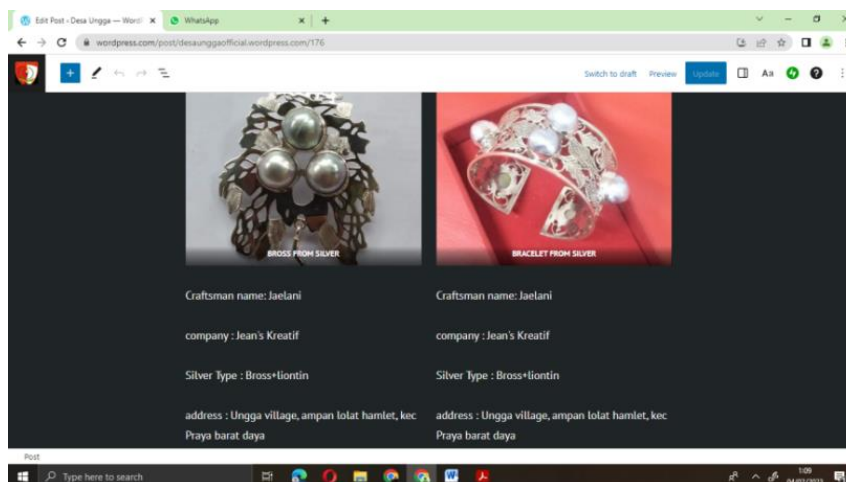 Edit Post ‹ Desa Ungga — Word
WhatsApp
wordpress.com/post/desaunggaofficial.wordpress.com/176
Switch to draft Preview Update Aa
BROSS FROM SILVER
BRACELET FROM SILVER
Craftsman name: Jaelani
company : Jean's Kreatif
Silver Type : Bross+liontin
address : Ungga village, ampan lolat hamlet, kec
Praya barat daya
Craftsman name: Jaelani
company : Jean's Kreatif
Silver Type : Bross+liontin
address : Ungga village, ampan lolat hamlet, kec
Praya barat daya
Post
Type here to search
1:09